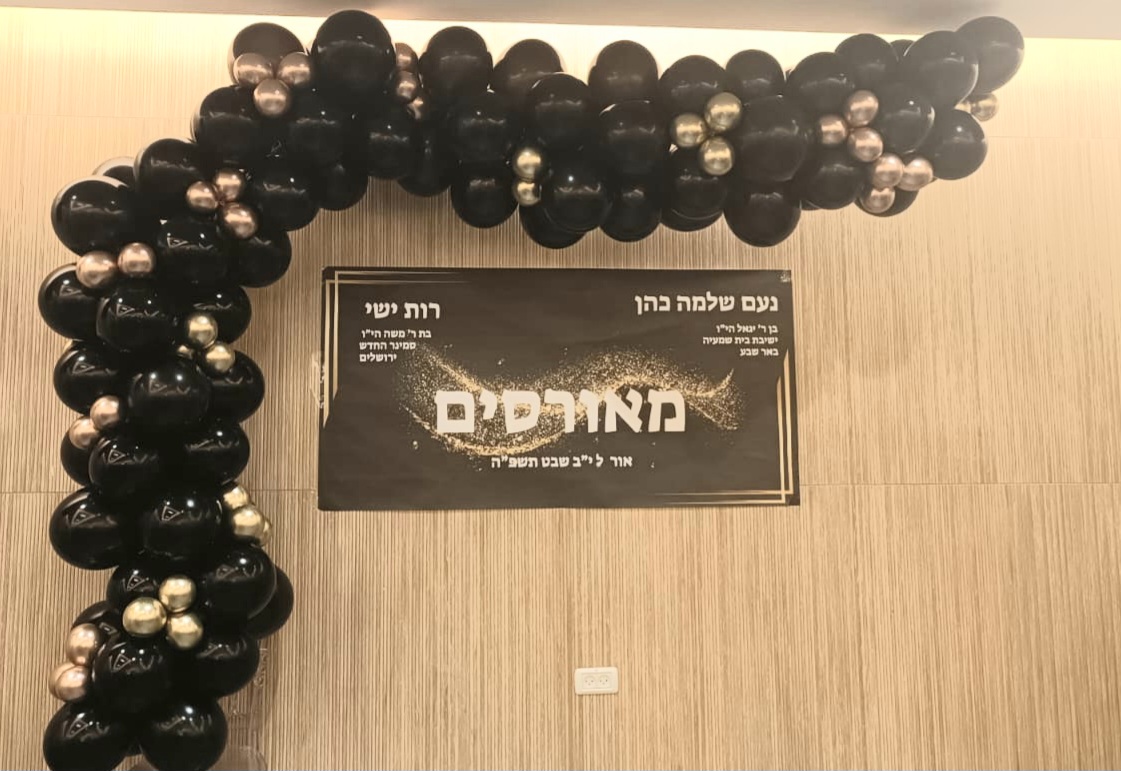 נעם שלמה כהן
בן ר' יגאל הי"ו
ישיבת בית שמעיה
באר שבע
רות ישי
בת ר' משה הי"ו
סמינר החדש
ירושלים
מאורסים
אור לי"ב שבט תשפ"ה